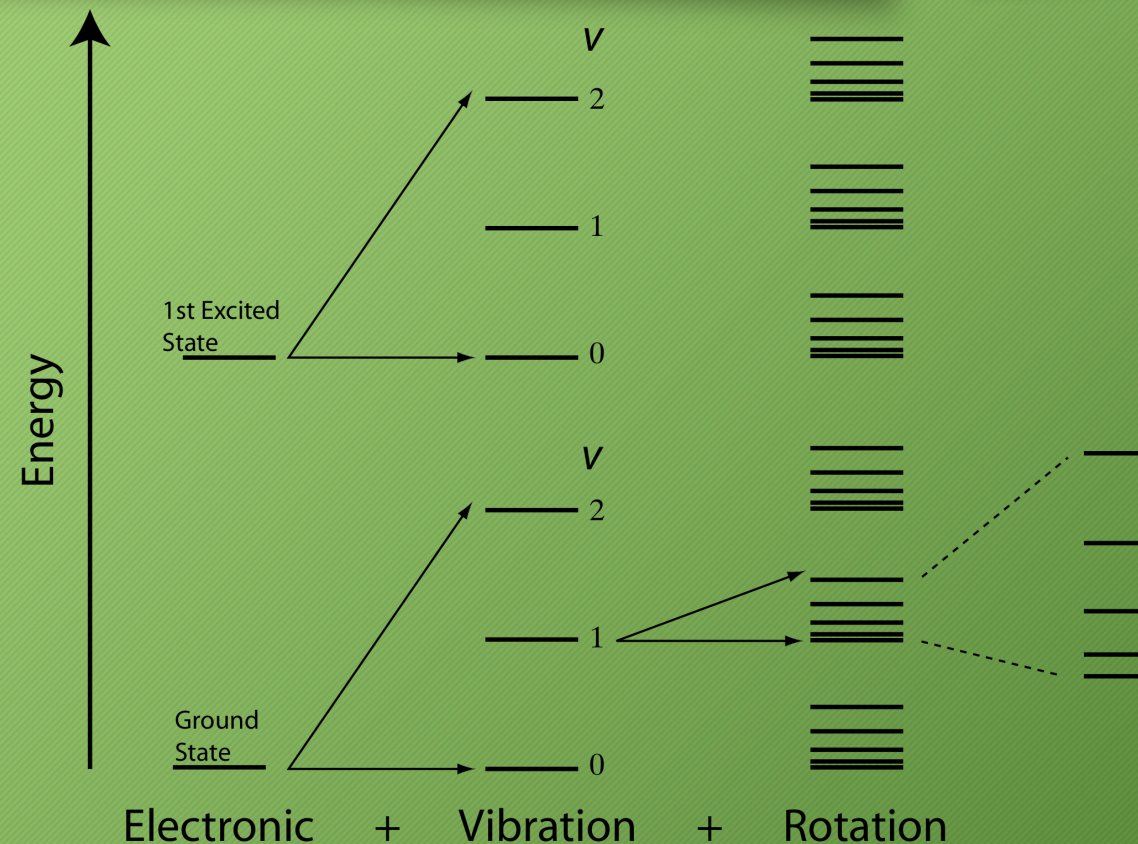 v
2
1
1st Excited
State
0
Energy
v
2
1
Ground
State
0
Electronic + Vibration + Rotation